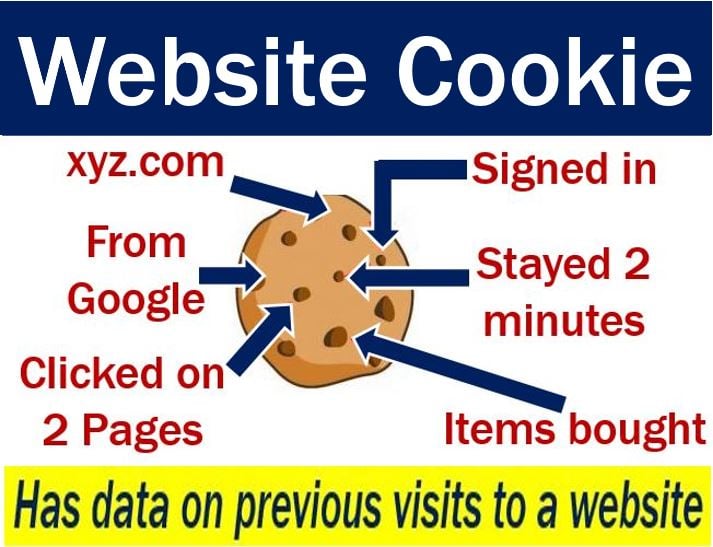 Website Cookie
xyz.com
Signed in
From
Google
Stayed 2
minutes
Clicked on
2 Pages
Items bought
Has data on previous visits to a website